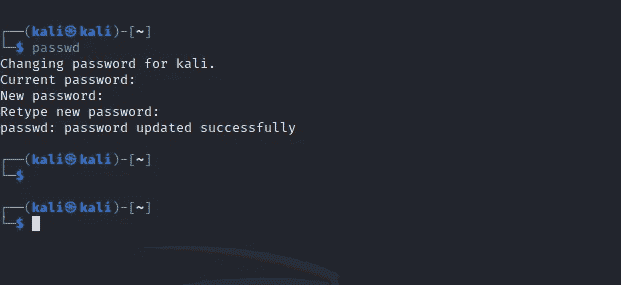 ┌──(kali㉿kali)-[~]
└─$ passwd
Changing password for kali.
Current password:
New password:
Retype new password:
passwd: password updated successfully
┌──(kali㉿kali)-[~]
└─$
┌──(kali㉿kali)-[~]
└─$